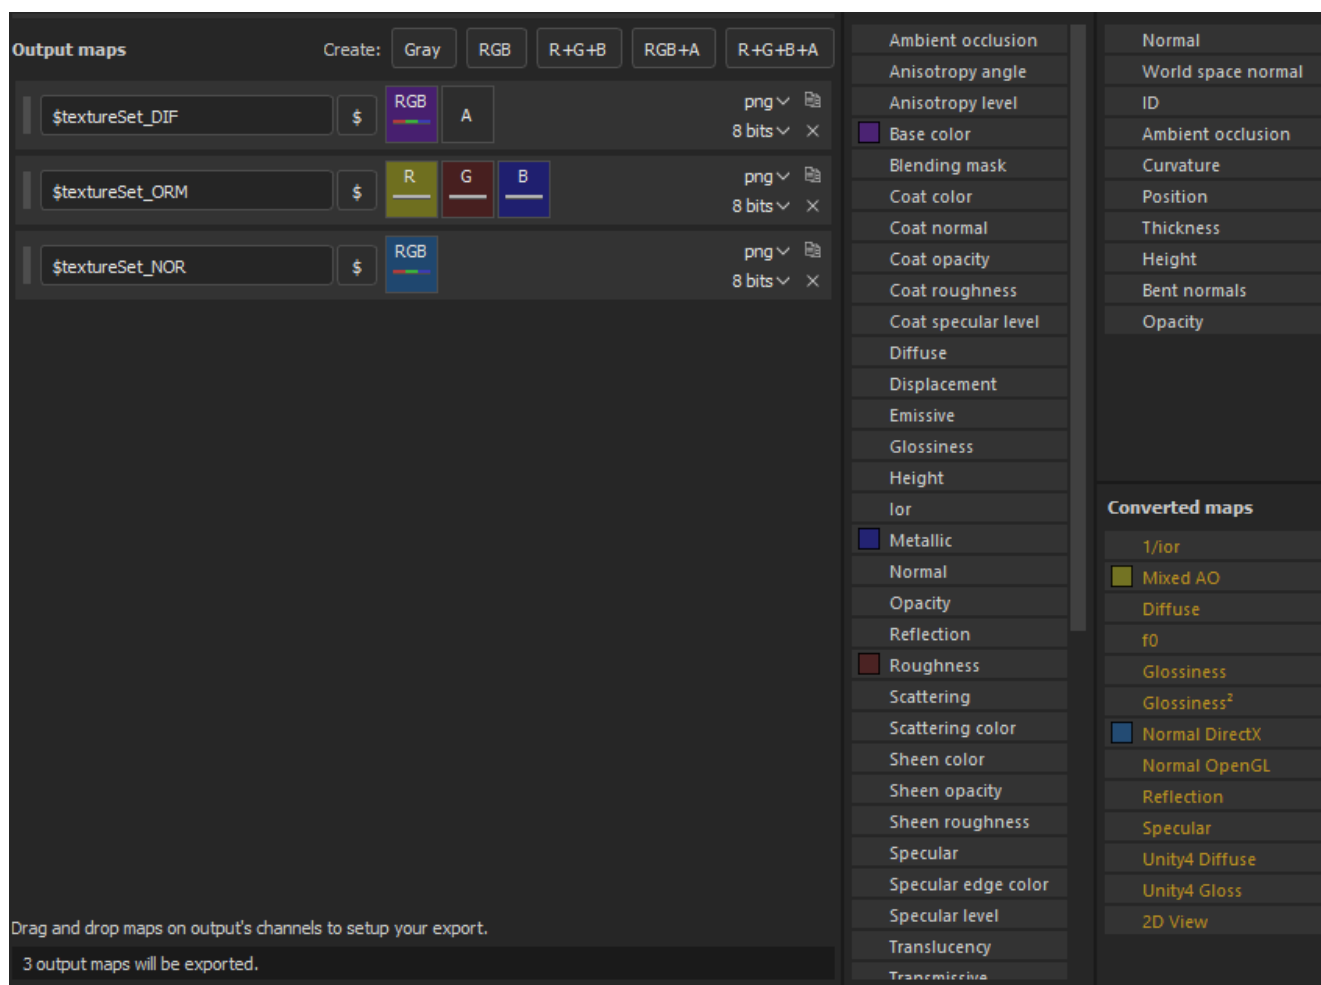 Output maps
Create: Gray RGB R+G+B RGB+A R+G+B+A
$textureSet_DIF $ RGB A png 8 bits
$textureSet_ORM $ R G B png 8 bits
$textureSet_NOR $ RGB png 8 bits
Drag and drop maps on output's channels to setup your export.
3 output maps will be exported.
Ambient occlusion
Anisotropy angle
Anisotropy level
Base color
Blending mask
Coat color
Coat normal
Coat opacity
Coat roughness
Coat specular level
Diffuse
Displacement
Emissive
Glossiness
Height
Ior
Metallic
Normal
Opacity
Reflection
Roughness
Scattering
Scattering color
Sheen color
Sheen opacity
Sheen roughness
Specular
Specular edge color
Specular level
Translucency
Transmissive
Normal
World space normal
ID
Ambient occlusion
Curvature
Position
Thickness
Height
Bent normals
Opacity
Converted maps
1/ior
Mixed AO
Diffuse
f0
Glossiness
Glossiness²
Normal DirectX
Normal OpenGL
Reflection
Specular
Unity4 Diffuse
Unity4 Gloss
2D View